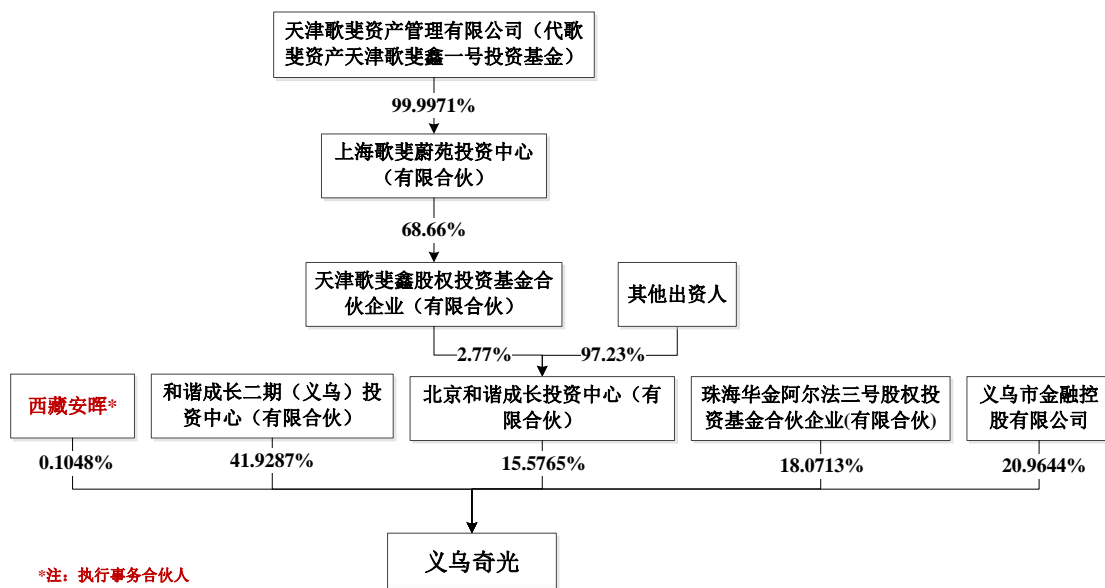 天津歌斐资产管理有限公司（代歌
斐资产天津歌斐鑫一号投资基金）
99.9971%
上海歌斐蔚苑投资中心
（有限合伙）
68.66%
天津歌斐鑫股权投资基金合
伙企业（有限合伙）
其他出资人
2.77%
97.23%
西藏安晖*
和谐成长二期（义乌）投
资中心（有限合伙）
北京和谐成长投资中心（有
限合伙）
珠海华金阿尔法三号股权投
资基金合伙企业(有限合伙)
义乌市金融控
股有限公司
0.1048%
41.9287%
15.5765%
18.0713%
20.9644%
义乌奇光
*注：执行事务合伙人